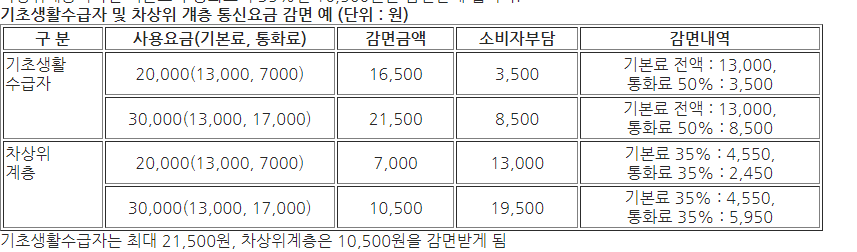 기초생활수급자 및 차상위 개층 통신요금 감면 예 (단위 : 원)
구 분 사용요금(기본료, 통화료) 감면금액 소비자부담 감면내역
기초생활
수급자
20,000(13,000, 7000) 16,500 3,500
기본료 전액 : 13,000,
통화료 50% : 3,500
30,000(13,000, 17,000) 21,500 8,500
기본료 전액 : 13,000,
통화료 50% : 8,500
차상위
계층
20,000(13,000, 7000) 7,000 13,000
기본료 35% : 4,550,
통화료 35% : 2,450
30,000(13,000, 17,000) 10,500 19,500
기본료 35% : 4,550,
통화료 35% : 5,950
기초생활수급자는 최대 21,500원, 차상위계층은 10,500원을 감면받게 됨